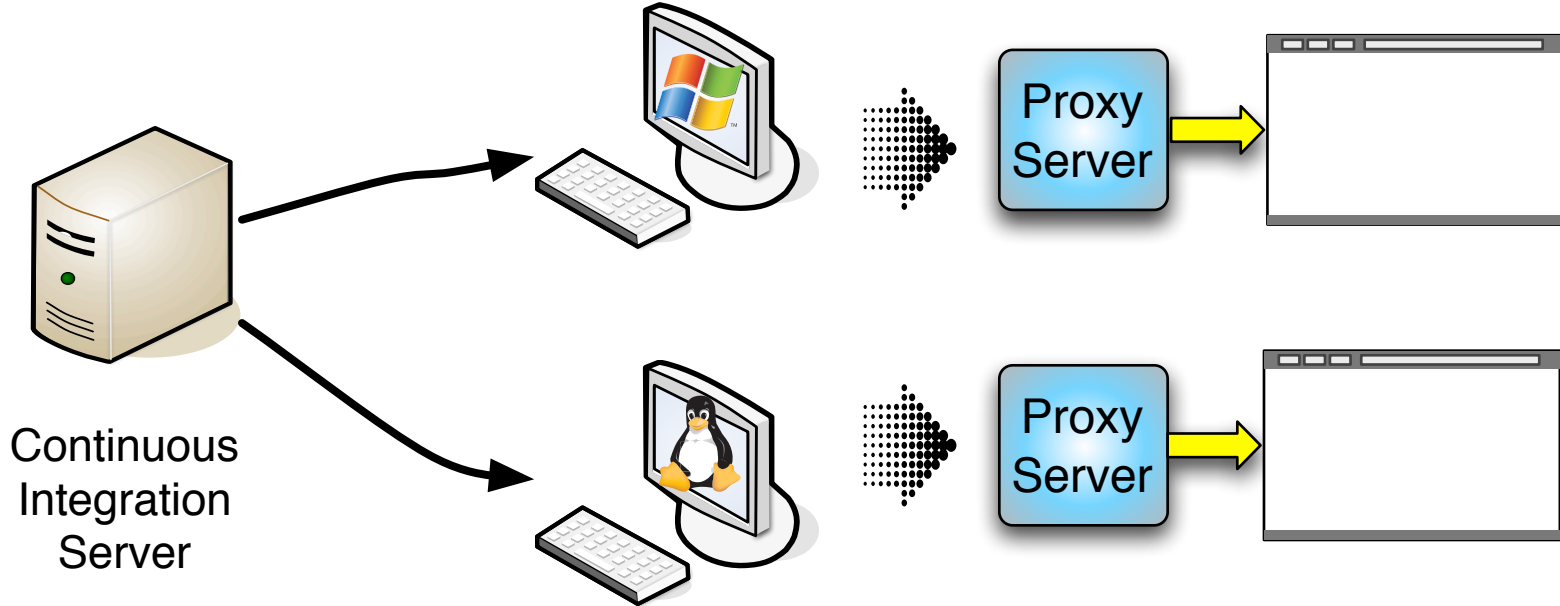 Proxy
Server
Continuous
Integration
Server
Proxy
Server